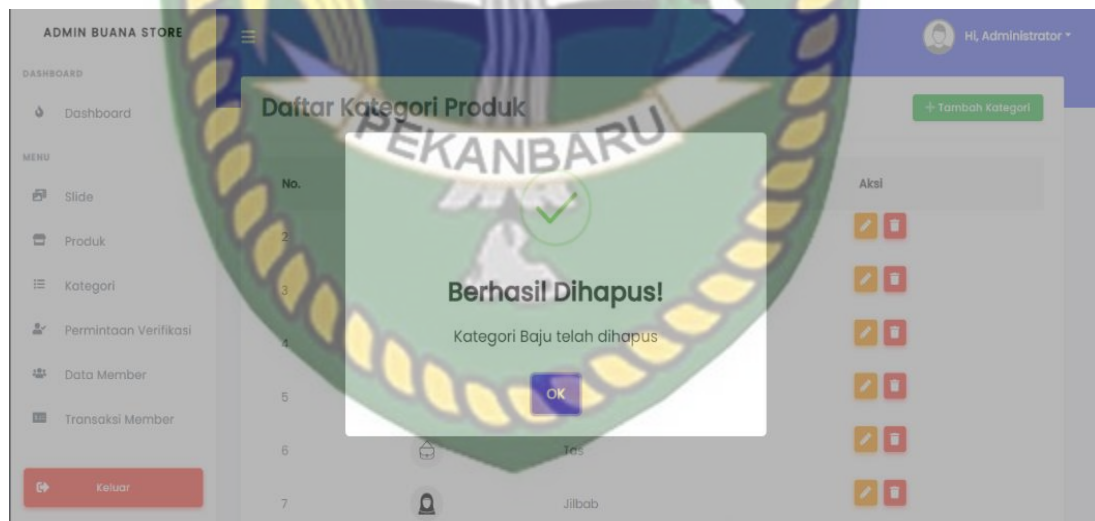 ADMIN BUANA STORE
Hi, Administrator
DASHBOARD
Dashboard
Daftar Kategori Produk
+ Tambah Kategori
PEKANBARU
MENU
No.
Aksi
Slide
2
Produk
3
Berhasil Dihapus!
Kategori
Kategori Baju telah dihapus
Permintaan Verifikasi
4
Data Member
5
OK
Transaksi Member
6
Tas
Keluar
7
Jilbab